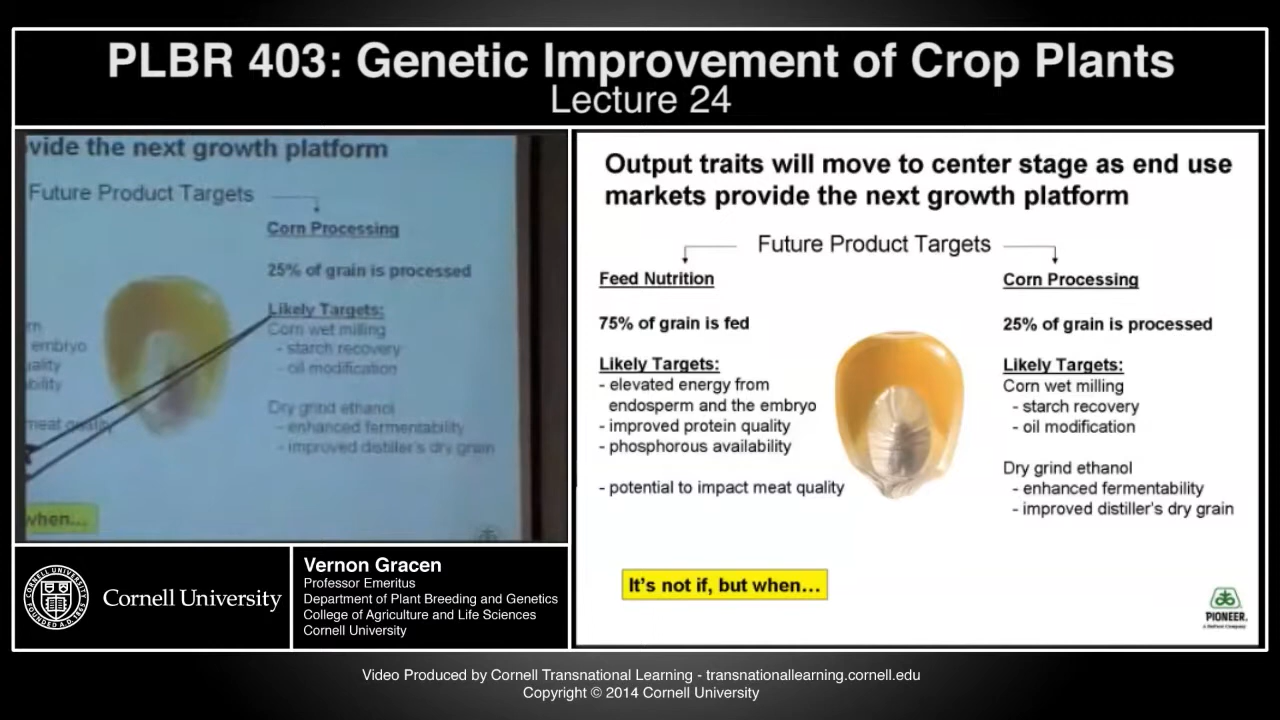 PLBR 403: Genetic Improvement of Crop Plants
Lecture 24
vide the next growth platform
Future Product Targets
Corn Processing
25% of grain is processed
Likely Targets:
Corn wet milling
- starch recovery
- oil modification
embryo
Dry grind ethanol
- enhanced fermentability
- improved distiller's dry grain
meat quality
when...
Output traits will move to center stage as end use
markets provide the next growth platform
Future Product Targets
Feed Nutrition
75% of grain is fed
Likely Targets:
- elevated energy from
endosperm and the embryo
- improved protein quality
- phosphorous availability
- potential to impact meat quality
Corn Processing
25% of grain is processed
Likely Targets:
Corn wet milling
- starch recovery
- oil modification
Dry grind ethanol
- enhanced fermentability
- improved distiller's dry grain
It's not if, but when...
PIONEER.
A DuPont Company
CORNELL UNIVERSITY
FOUNDED A.D. 1865
Cornell University
Vernon Gracen
Professor Emeritus
Department of Plant Breeding and Genetics
College of Agriculture and Life Sciences
Cornell University
Video Produced by Cornell Transnational Learning - transnationallearning.cornell.edu
Copyright © 2014 Cornell University